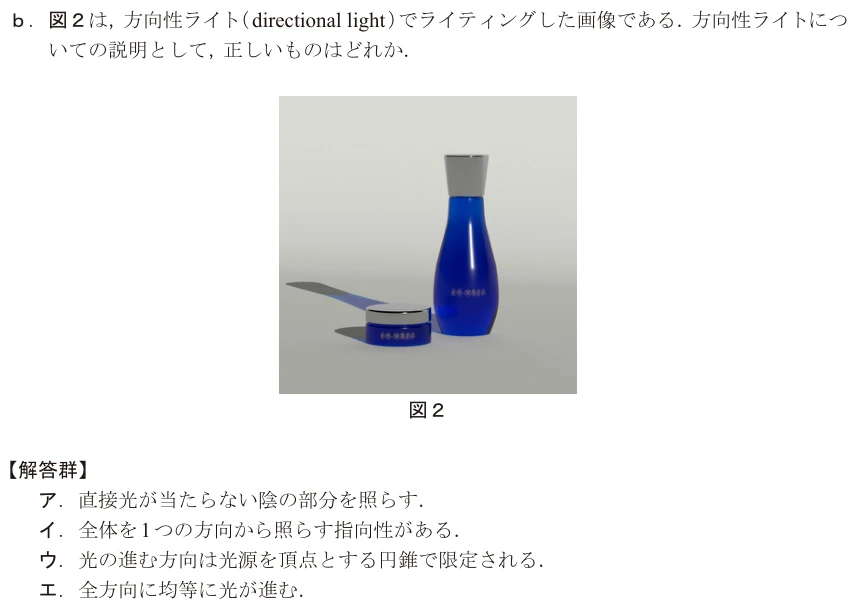 b．図2は，方向性ライト（directional light）でライティングした画像である．方向性ライトにつ
いての説明として，正しいものはどれか．
図2
【解答群】
ア．直接光が当たらない陰の部分を照らす．
イ．全体を1つの方向から照らす指向性がある．
ウ．光の進む方向は光源を頂点とする円錐で限定される．
エ．全方向に均等に光が進む．